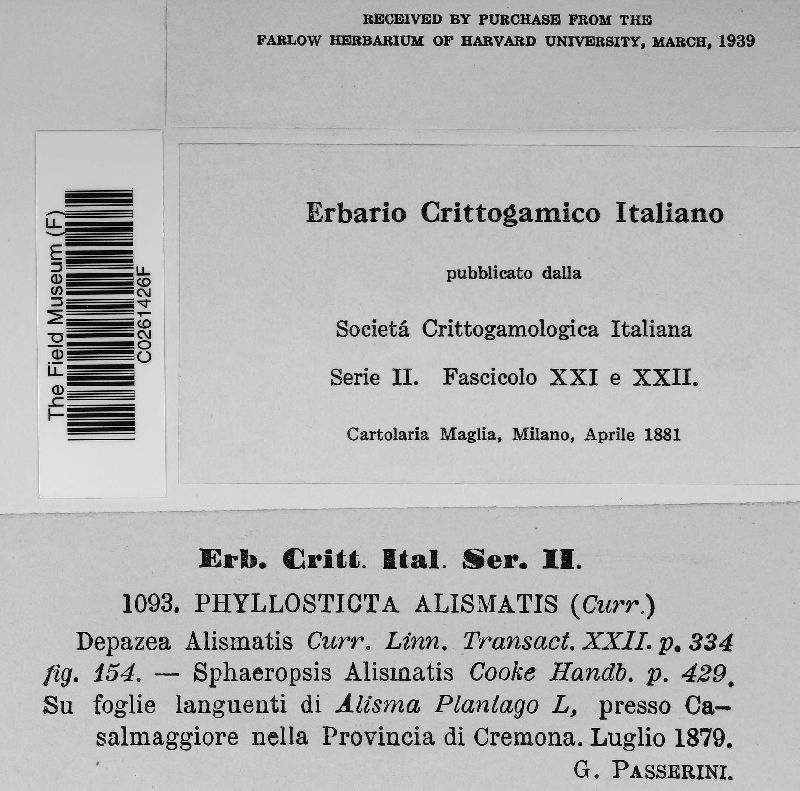 RECEIVED BY PURCHASE FROM THE
FARLOW HERBARIUM OF HARVARD UNIVERSITY, MARCH, 1939
The Field Museum (F)
C0261426F
Erbario Crittogamico Italiano
pubblicato dalla
Societá Crittogamologica Italiana
Serie II. Fascicolo XXI e XXII.
Cartolaria Maglia, Milano, Aprile 1881
Erb. Critt. Ital. Ser. II.
1093. PHYLLOSTICTA ALISMATIS (Curr.)
Depazea Alismatis Curr. Linn. Transact. XXII. p. 334
fig. 154. — Sphaeropsis Alismatis Cooke Handb. p. 429.
Su foglie languenti di Alisma Plantago L, presso Ca-
salmaggiore nella Provincia di Cremona. Luglio 1879.
G. PASSERINI.